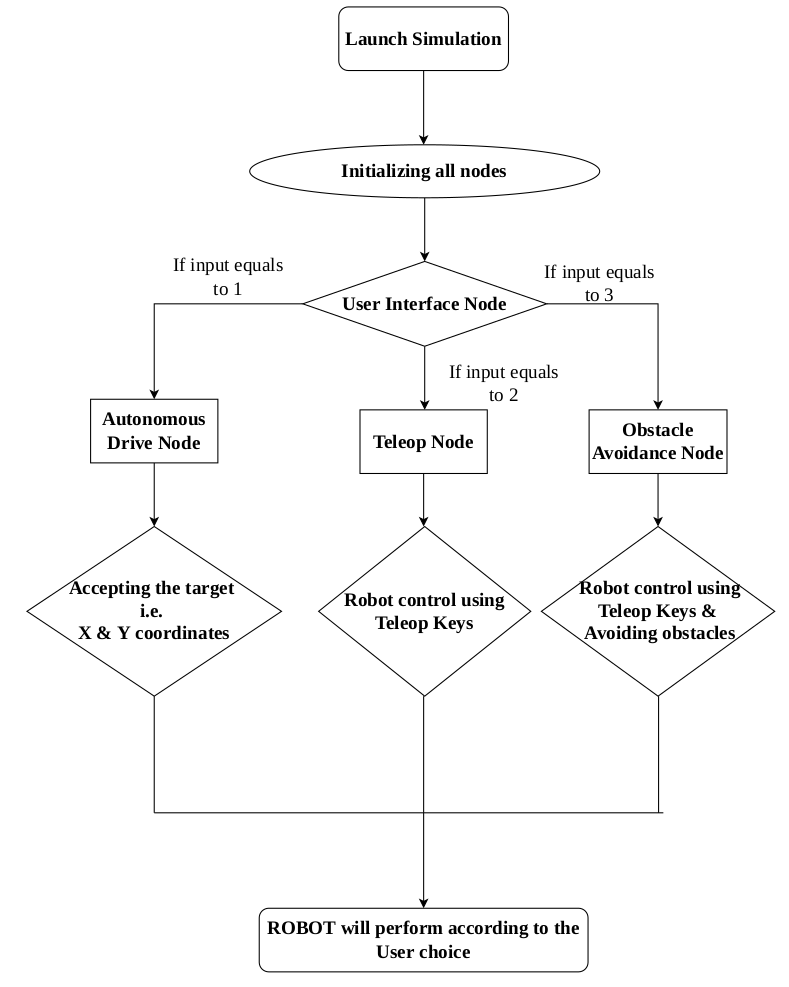 Launch Simulation
Initializing all nodes
If input equals
to 1
If input equals
to 3
User Interface Node
If input equals
to 2
Autonomous
Drive Node
Teleop Node
Obstacle
Avoidance Node
Accepting the target
i.e.
X & Y coordinates
Robot control using
Teleop Keys
Robot control using
Teleop Keys &
Avoiding obstacles
ROBOT will perform according to the
User choice